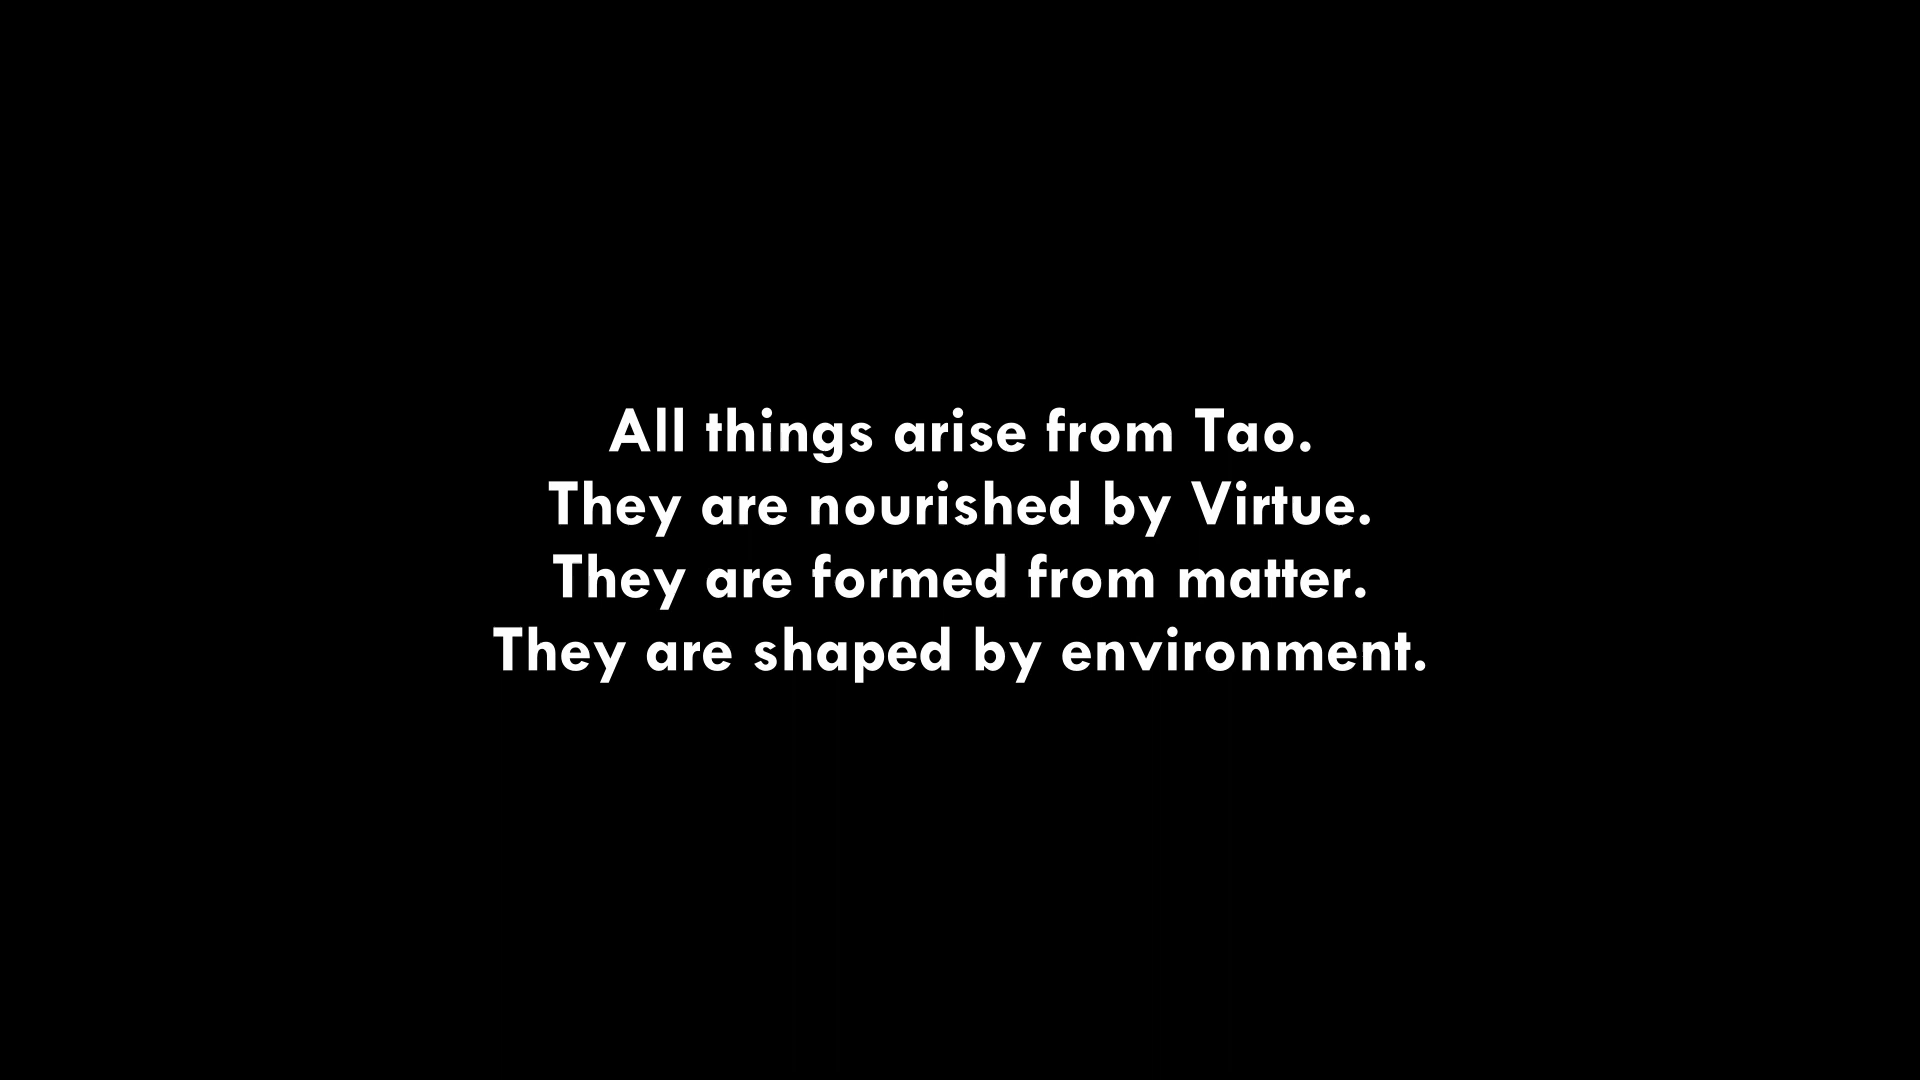 All things arise from Tao.
They are nourished by Virtue.
They are formed from matter.
They are shaped by environment.